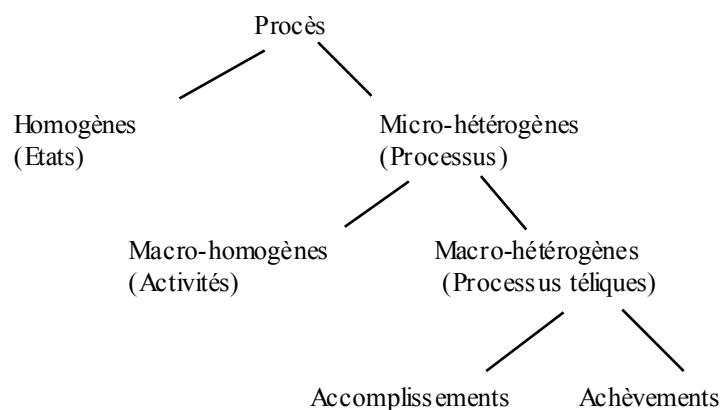 Procès
Homogènes
(Etats)
Micro-hétérogènes
(Processus)
Macro-homogènes
(Activités)
Macro-hétérogènes
(Processus téliques)
Accomplissements
Achèvements